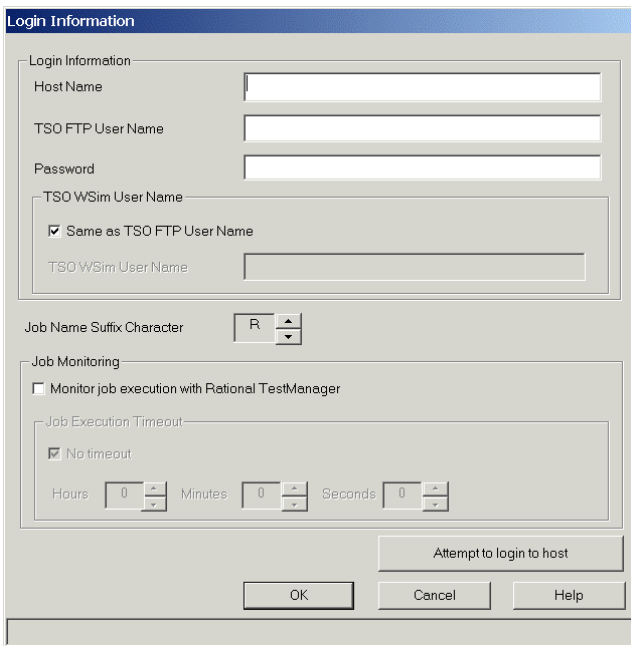 Login Information
Login Information
Host Name
TSO FTP User Name
Password
TSO WSim User Name
Same as TSO FTP User Name
TSO WSim User Name
Job Name Suffix Character R
Job Monitoring
Monitor job execution with Rational TestManager
Job Execution Timeout
No timeout
Hours 0 Minutes 0 Seconds 0
Attempt to login to host
OK Cancel Help